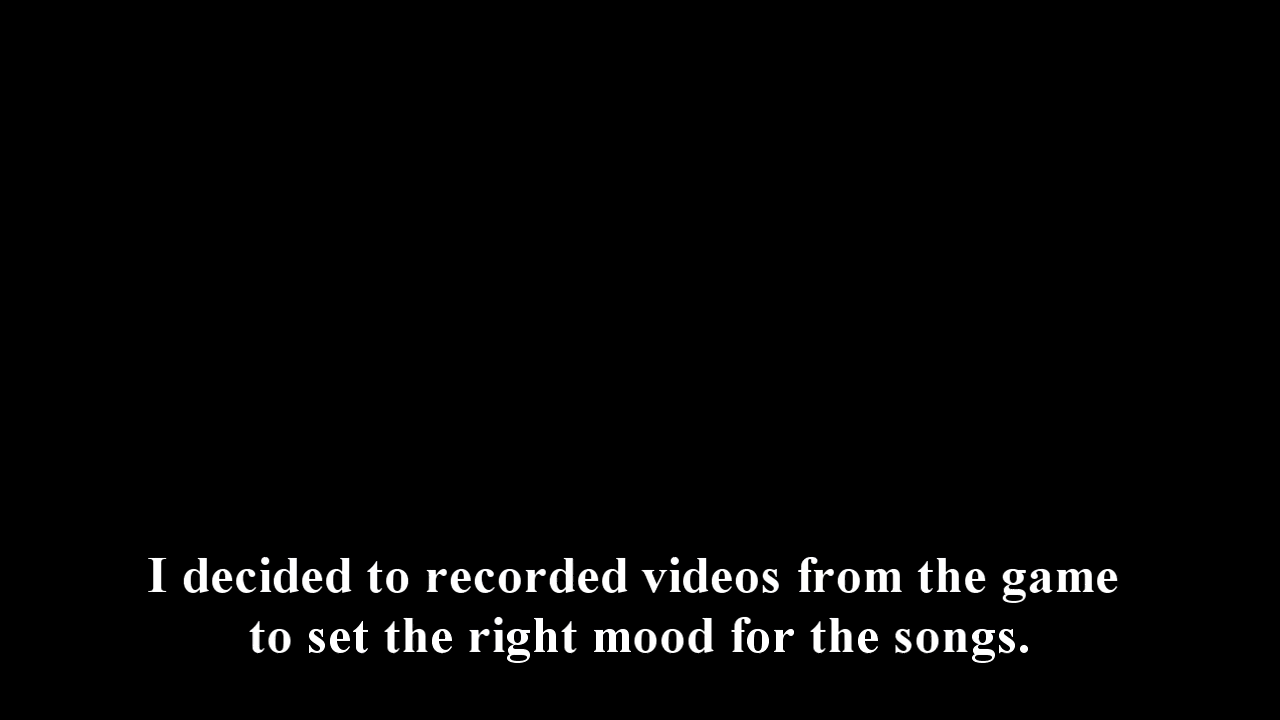 I decided to recorded videos from the game
to set the right mood for the songs.